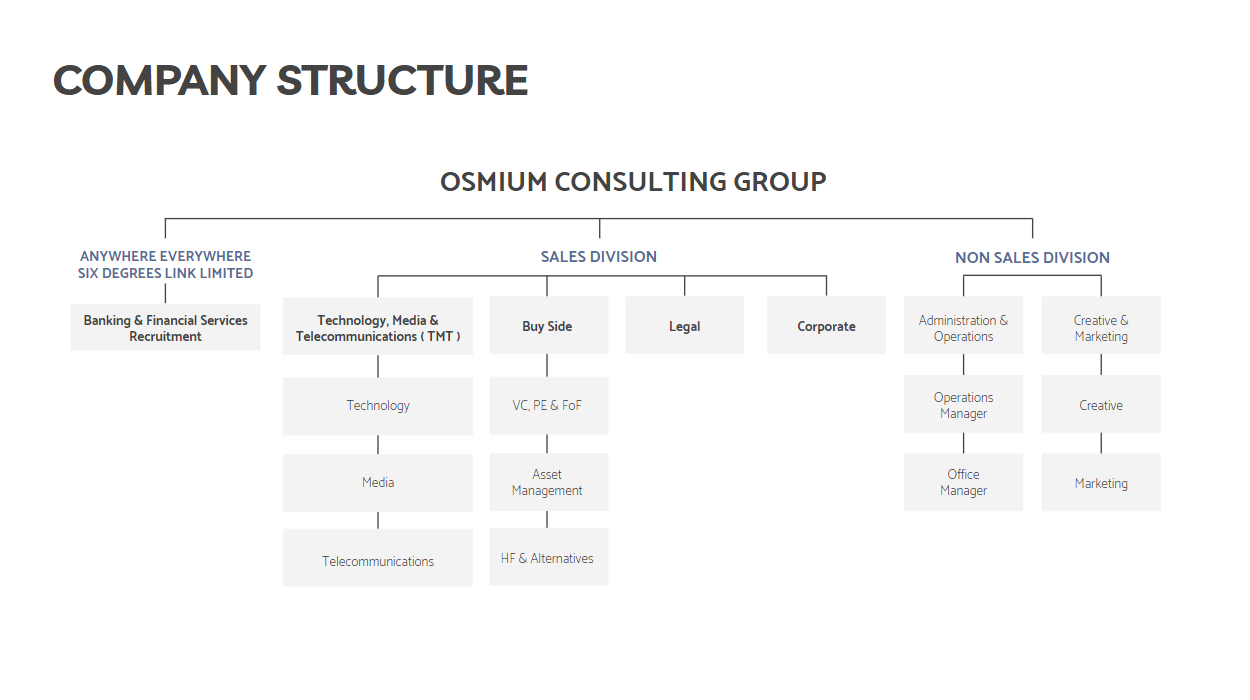 COMPANY STRUCTURE
OSMIUM CONSULTING GROUP
ANYWHERE EVERYWHERE
SIX DEGREES LINK LIMITED
Banking & Financial Services
Recruitment
SALES DIVISION
Technology, Media &
Telecommunications ( TMT )
Technology
Media
Telecommunications
Buy Side
VC, PE & FoF
Asset
Management
HF & Alternatives
Legal
Corporate
NON SALES DIVISION
Administration &
Operations
Operations
Manager
Office
Manager
Creative &
Marketing
Creative
Marketing